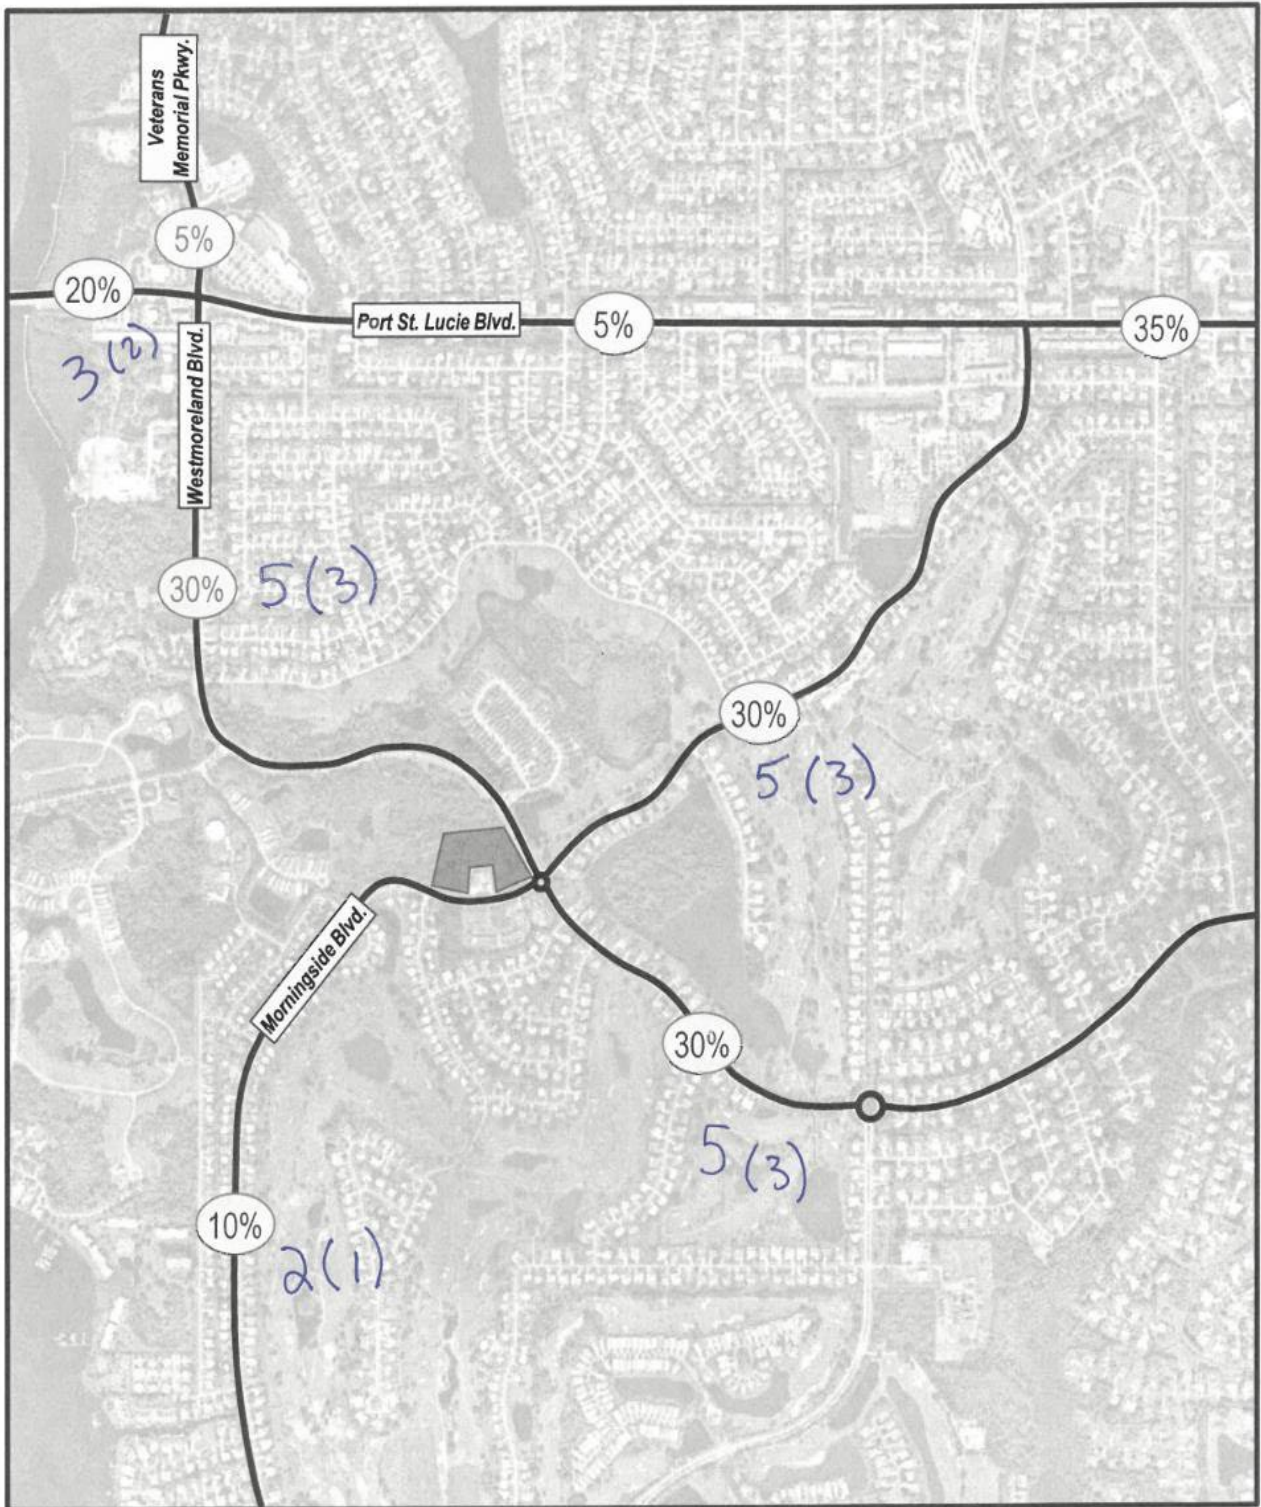 Veterans
Memorial Pkwy.
5%
20%
3 (2)
Port St. Lucie Blvd.
5%
35%
Westmoreland Blvd.
30%
5 (3)
30%
5 (3)
Morningside Blvd.
30%
5 (3)
10%
2 (1)